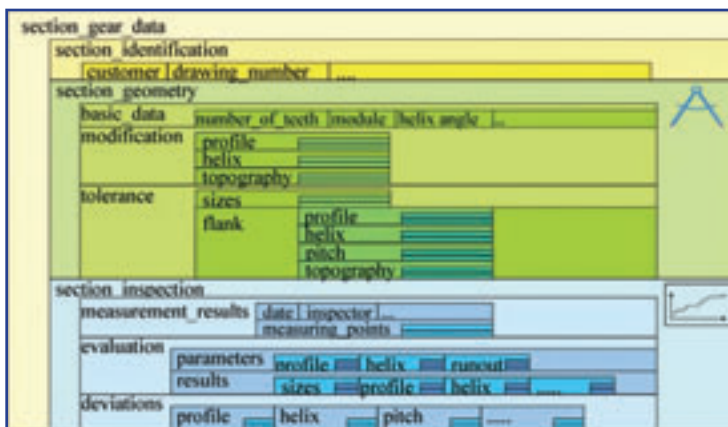 section_gear_data
section_identification
customer drawing_number .....
section_geometry
basic_data number_of_teeth module helix angle ...
modification profile
helix
topography
tolerance sizes
flank profile
helix
pitch
topography
section_inspection
measurement_results date inspector ...
measuring_points
evaluation parameters profile helix runout
results sizes profile helix .....
deviations profile helix pitch .....